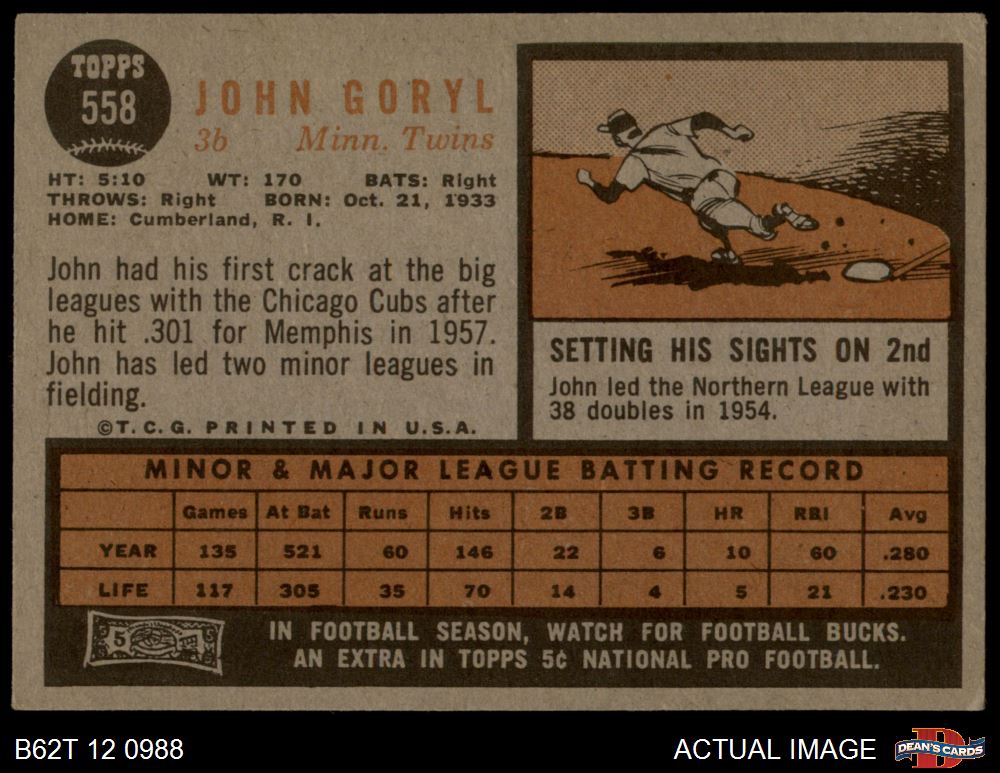 TOPPS
558
JOHN GORYL
3b Minn. Twins
HT: 5:10 WT: 170 BATS: Right
THROWS: Right BORN: Oct. 21, 1933
HOME: Cumberland, R. I.
John had his first crack at the big
leagues with the Chicago Cubs after
he hit .301 for Memphis in 1957.
John has led two minor leagues in
fielding.
©T. C. G. PRINTED IN U.S.A.
SETTING HIS SIGHTS ON 2nd
John led the Northern League with
38 doubles in 1954.
MINOR & MAJOR LEAGUE BATTING RECORD
Games At Bat Runs Hits 2B 3B HR RBI Avg
YEAR 135 521 60 146 22 6 10 60 .280
LIFE 117 305 35 70 14 4 5 21 .230
5
IN FOOTBALL SEASON, WATCH FOR FOOTBALL BUCKS.
AN EXTRA IN TOPPS 5¢ NATIONAL PRO FOOTBALL.
B62T 12 0988 ACTUAL IMAGE
D
DEAN'S CARDS